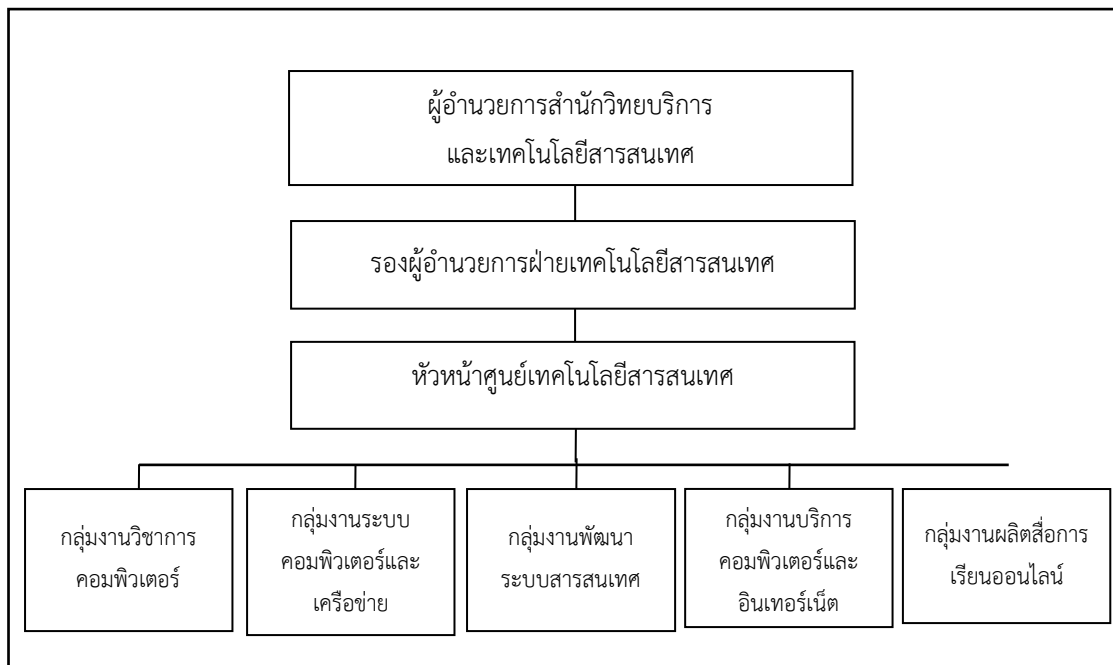 ผู้อำนวยการสำนักวิทยบริการ
และเทคโนโลยีสารสนเทศ
รองผู้อำนวยการฝ่ายเทคโนโลยีสารสนเทศ
หัวหน้าศูนย์เทคโนโลยีสารสนเทศ
กลุ่มงานวิชาการ
คอมพิวเตอร์
กลุ่มงานระบบ
คอมพิวเตอร์และ
เครือข่าย
กลุ่มงานพัฒนา
ระบบสารสนเทศ
กลุ่มงานบริการ
คอมพิวเตอร์และ
อินเทอร์เน็ต
กลุ่มงานผลิตสื่อการ
เรียนออนไลน์